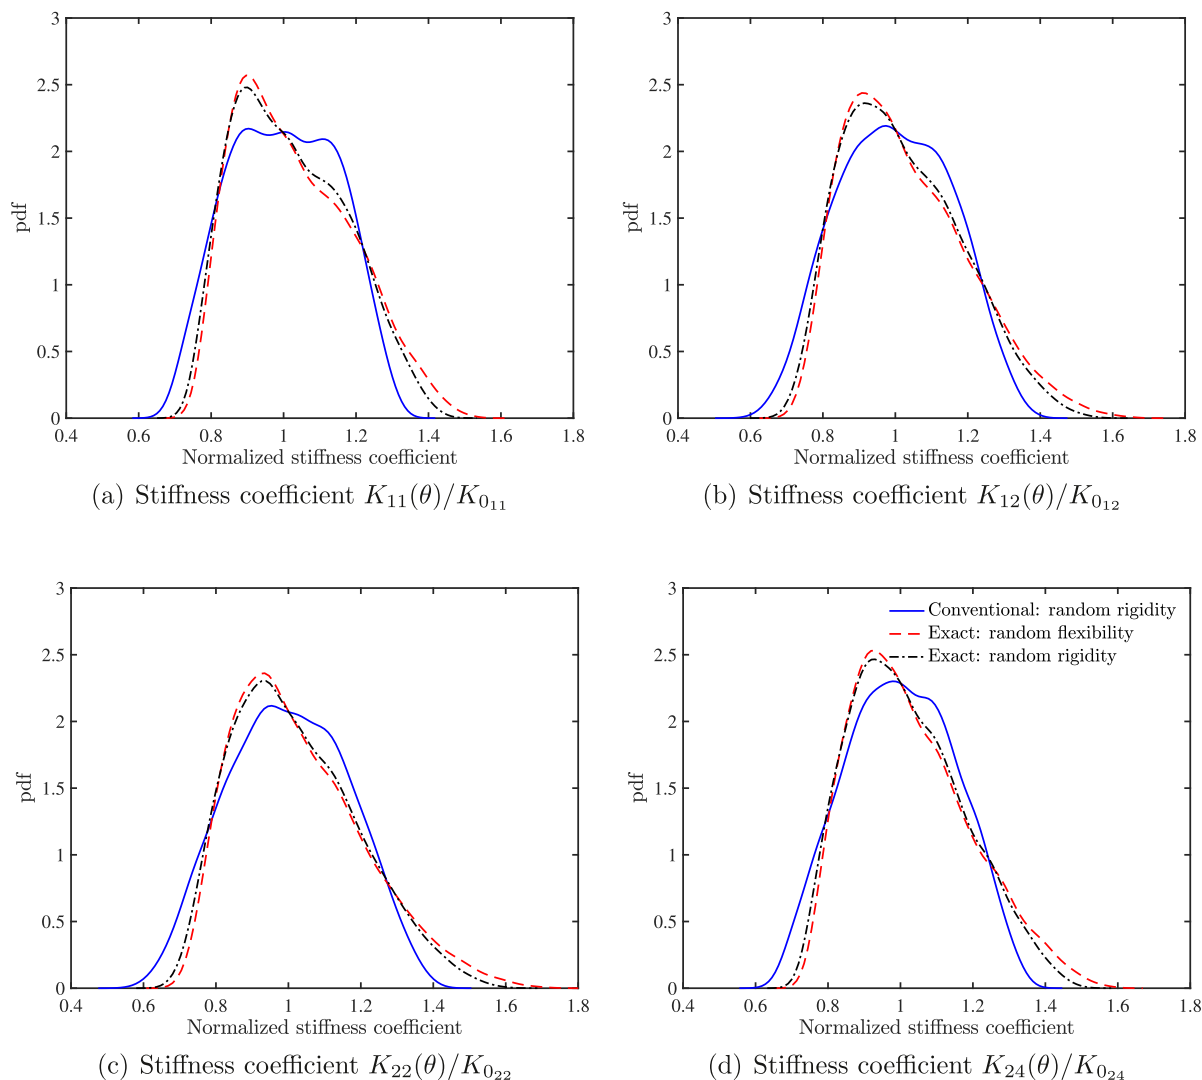 3
2.5
2
1.5
1
0.5
0
pdf
0.4 0.6 0.8 1 1.2 1.4 1.6 1.8
Normalized stiffness coefficient
(a) Stiffness coefficient K₁₁(θ)/K₀₁₁
3
2.5
2
1.5
1
0.5
0
pdf
0.4 0.6 0.8 1 1.2 1.4 1.6 1.8
Normalized stiffness coefficient
(b) Stiffness coefficient K₁₂(θ)/K₀₁₂
3
2.5
2
1.5
1
0.5
0
pdf
0.4 0.6 0.8 1 1.2 1.4 1.6 1.8
Normalized stiffness coefficient
(c) Stiffness coefficient K₂₂(θ)/K₀₂₂
Conventional: random rigidity
Exact: random flexibility
Exact: random rigidity
3
2.5
2
1.5
1
0.5
0
pdf
0.4 0.6 0.8 1 1.2 1.4 1.6 1.8
Normalized stiffness coefficient
(d) Stiffness coefficient K₂₄(θ)/K₀₂₄